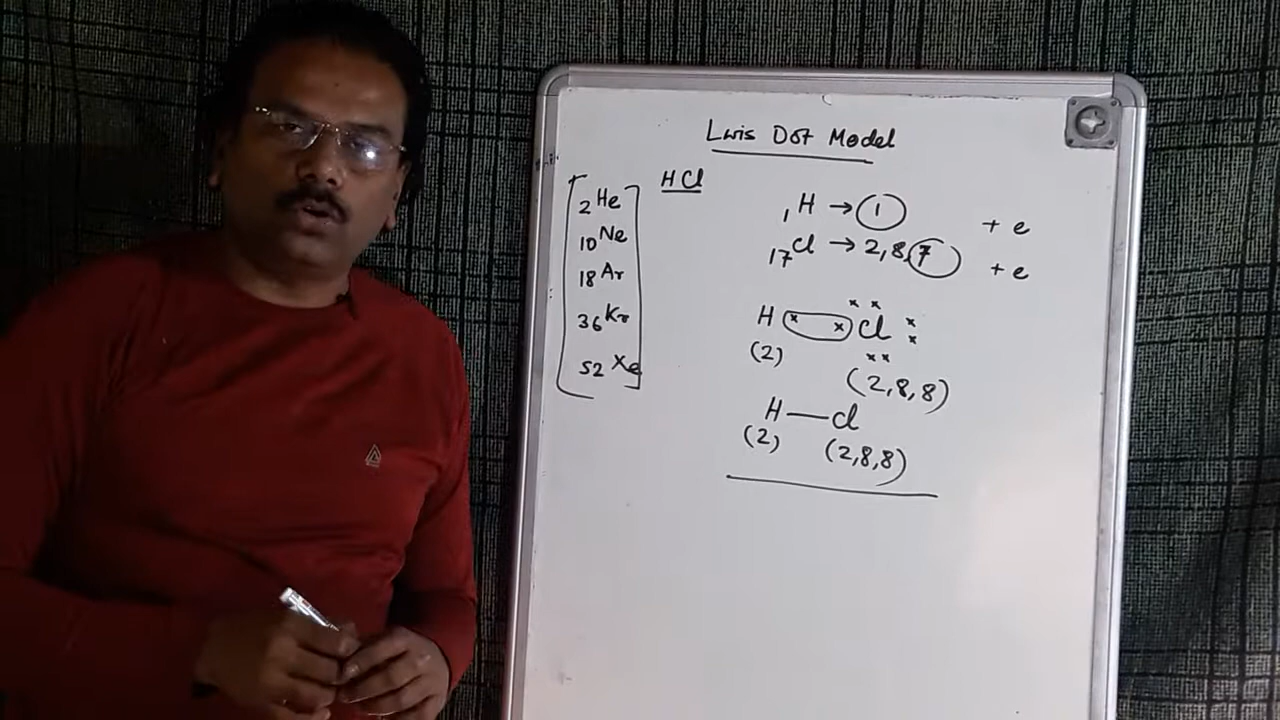 Lwis Dot Model
2He
10Ne
18Ar
36Kr
52Xe
HCl
1H → 1 + e
17Cl → 2,8,7 + e
H x x Cl x x x x x x
(2) (2,8,8)
H — Cl
(2) (2,8,8)